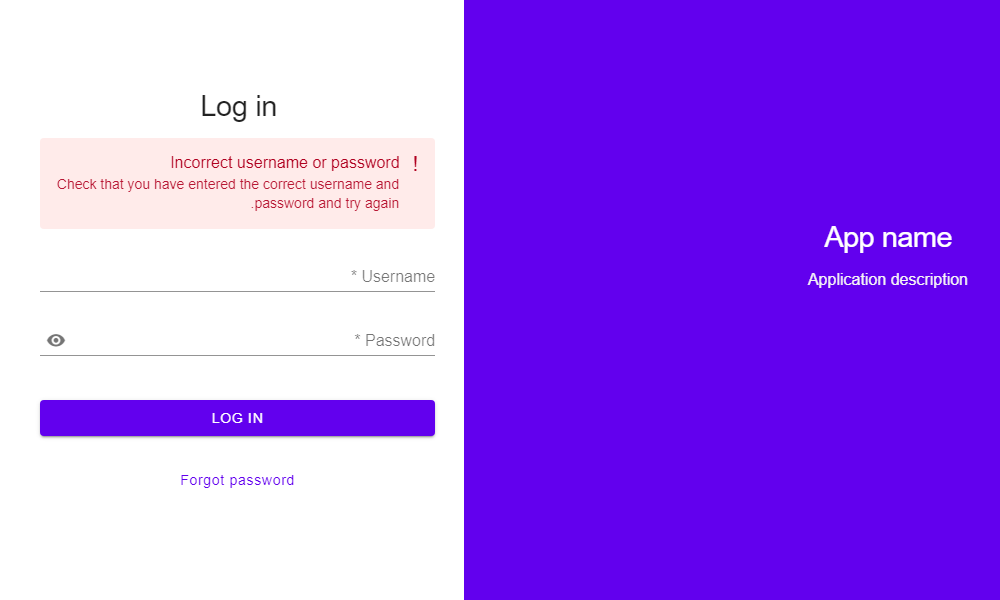 Log in
Incorrect username or password !
Check that you have entered the correct username and
.password and try again
* Username
* Password
LOG IN
Forgot password
App name
Application description